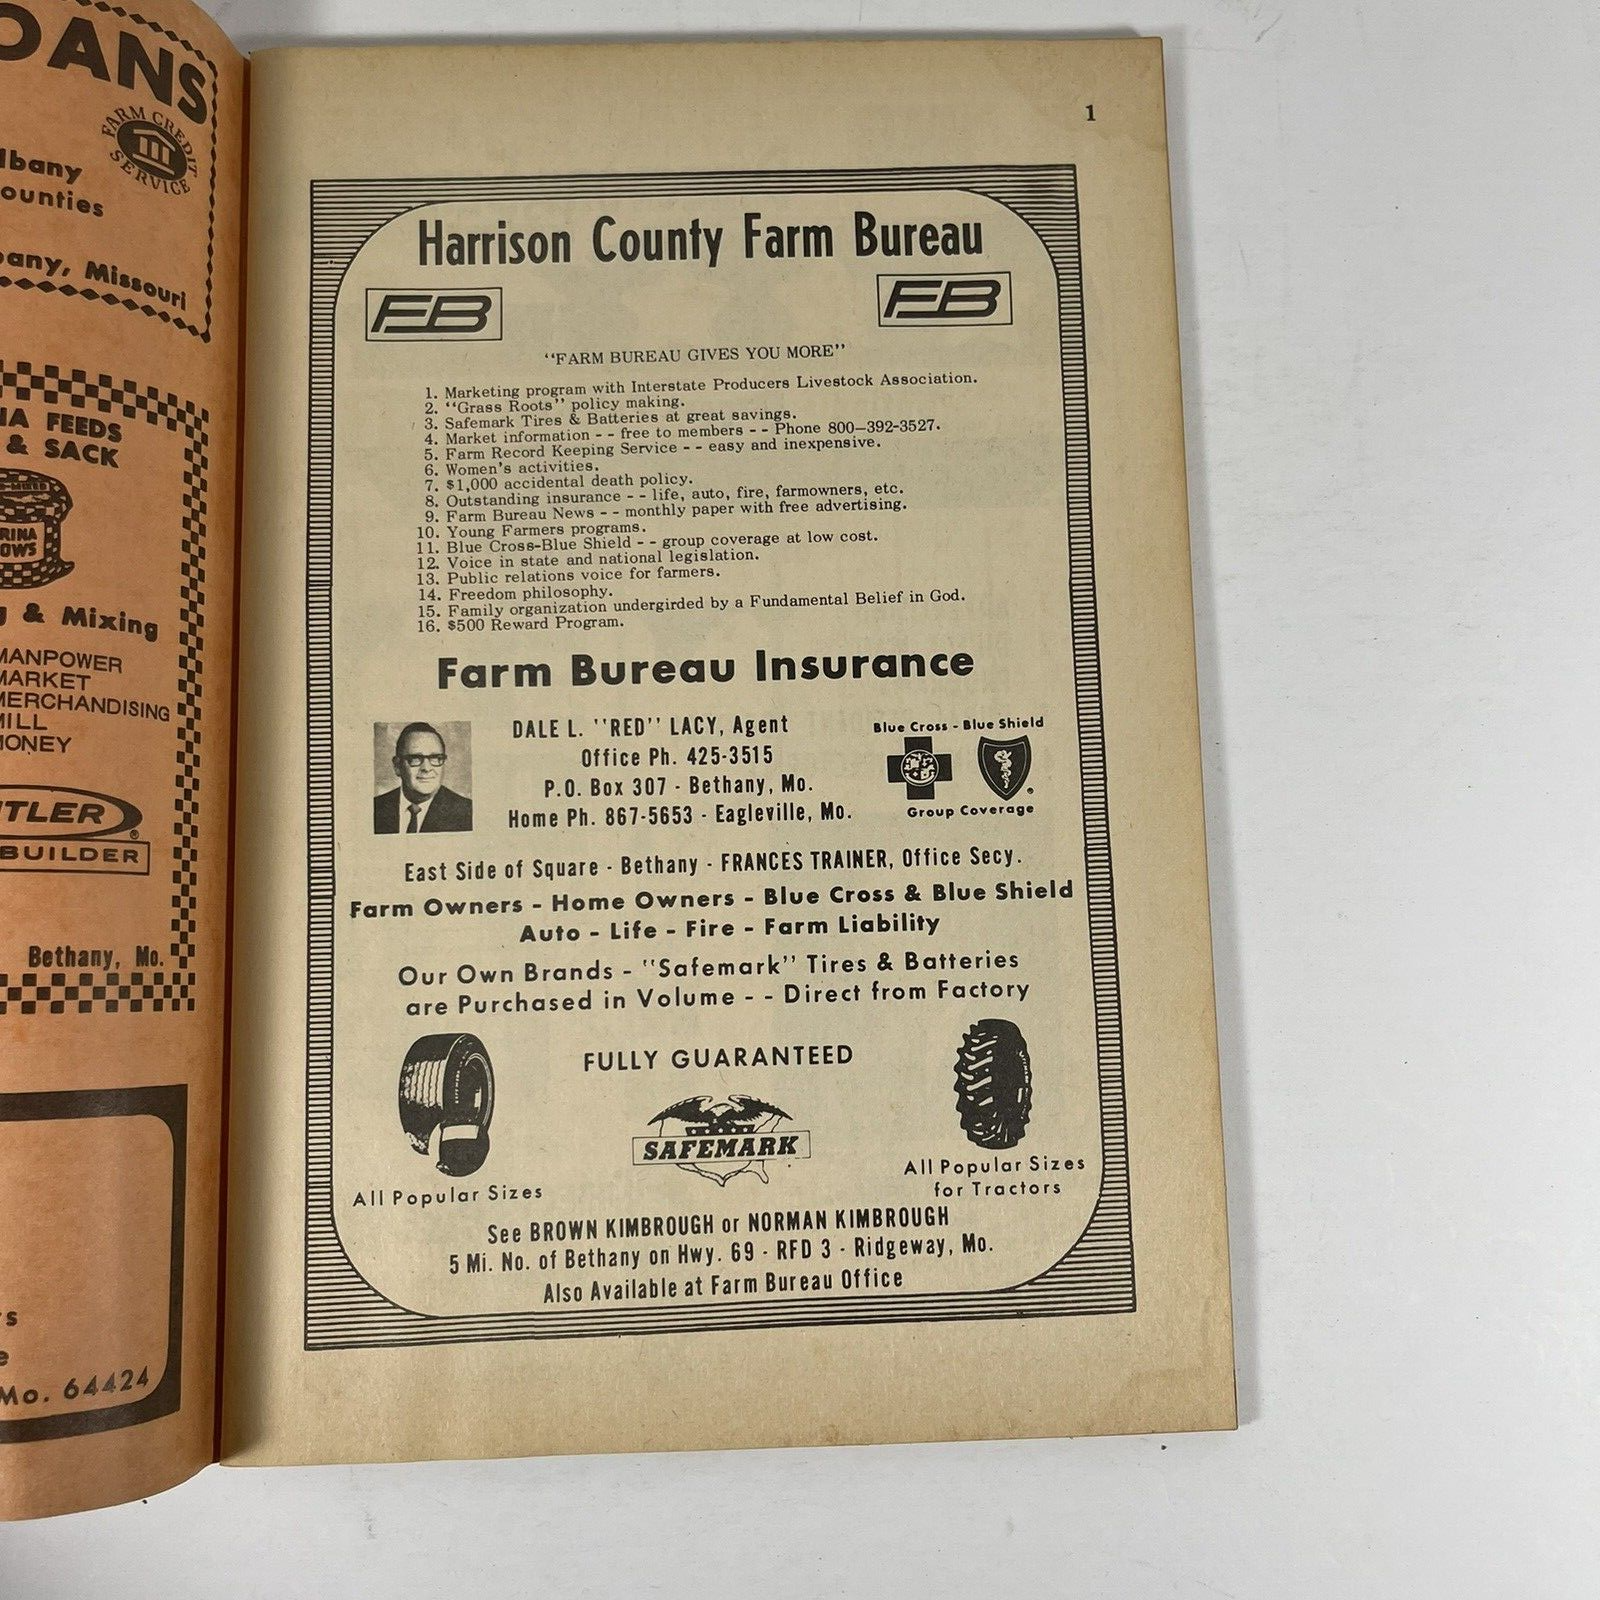 OANS
FARM CREDIT SERVICE
lbany
ounties
bany, Missouri
NA FEEDS
& SACK
RINA
OWS
& Mixing
MANPOWER
MARKET
MERCHANDISING
MILL
MONEY
TLER
®
BUILDER
Bethany, Mo.
rs
e
Mo. 64424
1
Harrison County Farm Bureau
FB
FB
"FARM BUREAU GIVES YOU MORE"
1. Marketing program with Interstate Producers Livestock Association.
2. "Grass Roots" policy making.
3. Safemark Tires & Batteries at great savings.
4. Market information - - free to members - - Phone 800-392-3527.
5. Farm Record Keeping Service - - easy and inexpensive.
6. Women's activities.
7. $1,000 accidental death policy.
8. Outstanding insurance - - life, auto, fire, farmowners, etc.
9. Farm Bureau News - - monthly paper with free advertising.
10. Young Farmers programs.
11. Blue Cross-Blue Shield - - group coverage at low cost.
12. Voice in state and national legislation.
13. Public relations voice for farmers.
14. Freedom philosophy.
15. Family organization undergirded by a Fundamental Belief in God.
16. $500 Reward Program.
Farm Bureau Insurance
DALE L. "RED" LACY, Agent
Office Ph. 425-3515
P.O. Box 307 - Bethany, Mo.
Home Ph. 867-5653 - Eagleville, Mo.
Blue Cross - Blue Shield
®
Group Coverage
East Side of Square - Bethany - FRANCES TRAINER, Office Secy.
Farm Owners - Home Owners - Blue Cross & Blue Shield
Auto - Life - Fire - Farm Liability
Our Own Brands - "Safemark" Tires & Batteries
are Purchased in Volume - - Direct from Factory
FULLY GUARANTEED
SAFEMARK
All Popular Sizes
All Popular Sizes
for Tractors
See BROWN KIMBROUGH or NORMAN KIMBROUGH
5 Mi. No. of Bethany on Hwy. 69 - RFD 3 - Ridgeway, Mo.
Also Available at Farm Bureau Office